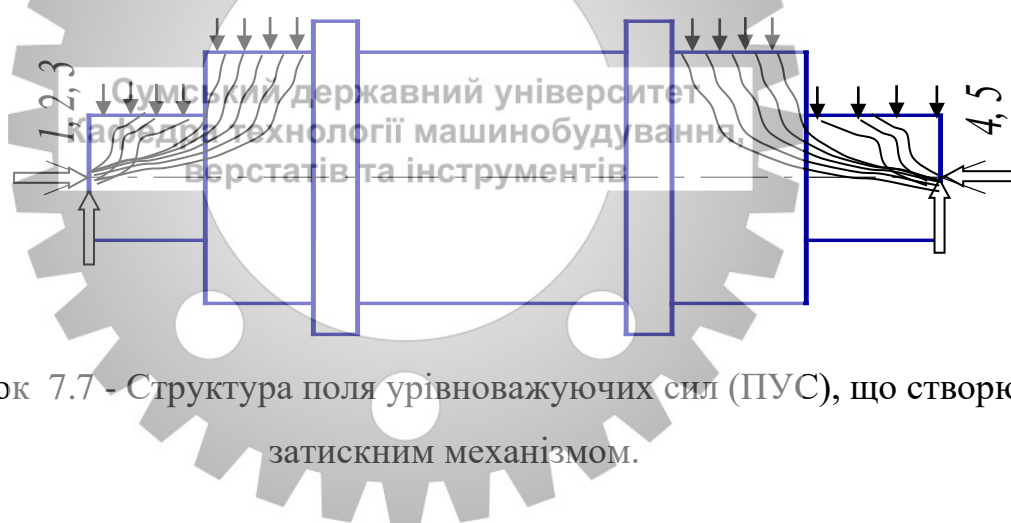 1, 2, 3
Сумський державний університет
Кафедра технології машинобудування,
верстатів та інструментів
4, 5
ок 7.7 - Структура поля урівноважуючих сил (ПУС), що створю
затискним механізмом.